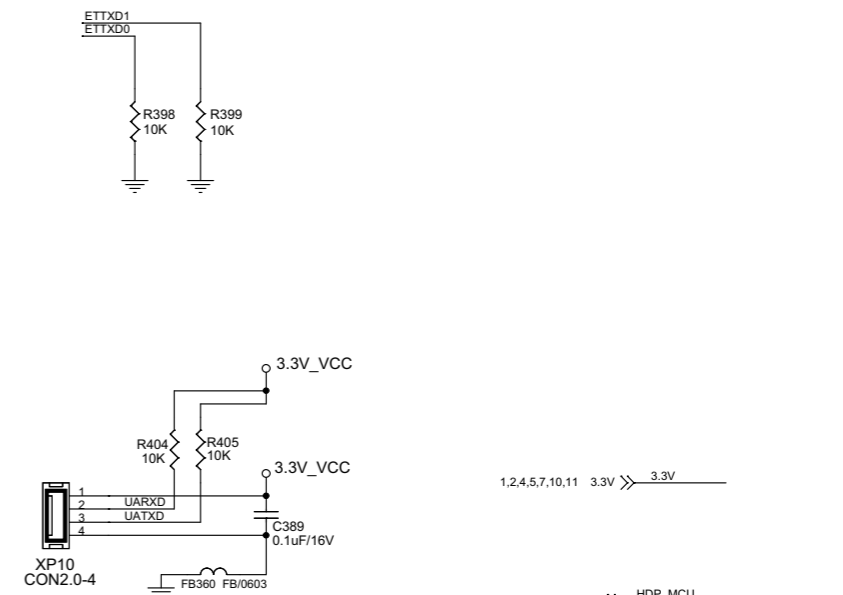 ETTXD1
ETTXD0
R398
10K
R399
10K
3.3V_VCC
R404
10K
R405
10K
3.3V_VCC
1
2
3
4
UARXD
UATXD
C389
0.1uF/16V
XP10
CON2.0-4
FB360 FB/0603
1,2,4,5,7,10,11 3.3V 3.3V
HDP_MCU